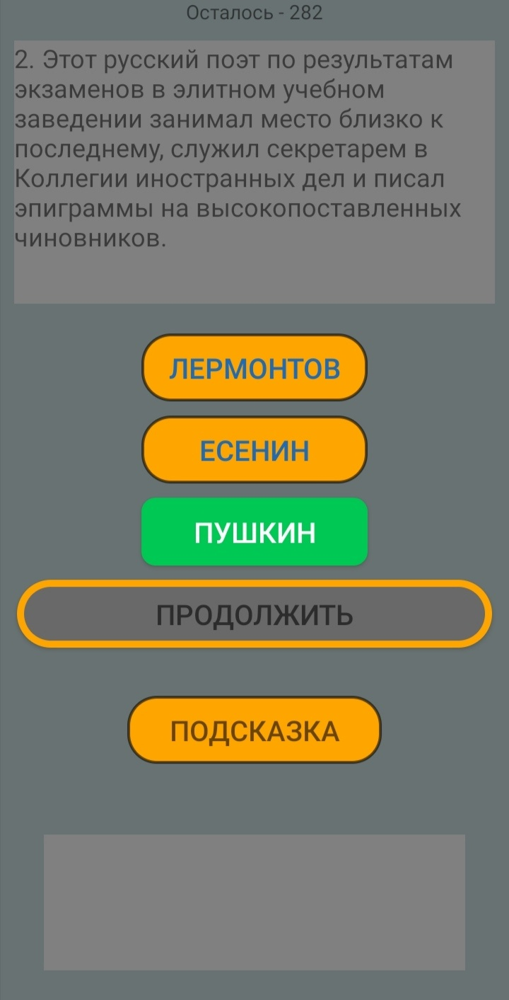 Осталось - 282
2. Этот русский поэт по результатам
экзаменов в элитном учебном
заведении занимал место близко к
последнему, служил секретарем в
Коллегии иностранных дел и писал
эпиграммы на высокопоставленных
чиновников.
ЛЕРМОНТОВ
ЕСЕНИН
ПУШКИН
ПРОДОЛЖИТЬ
ПОДСКАЗКА